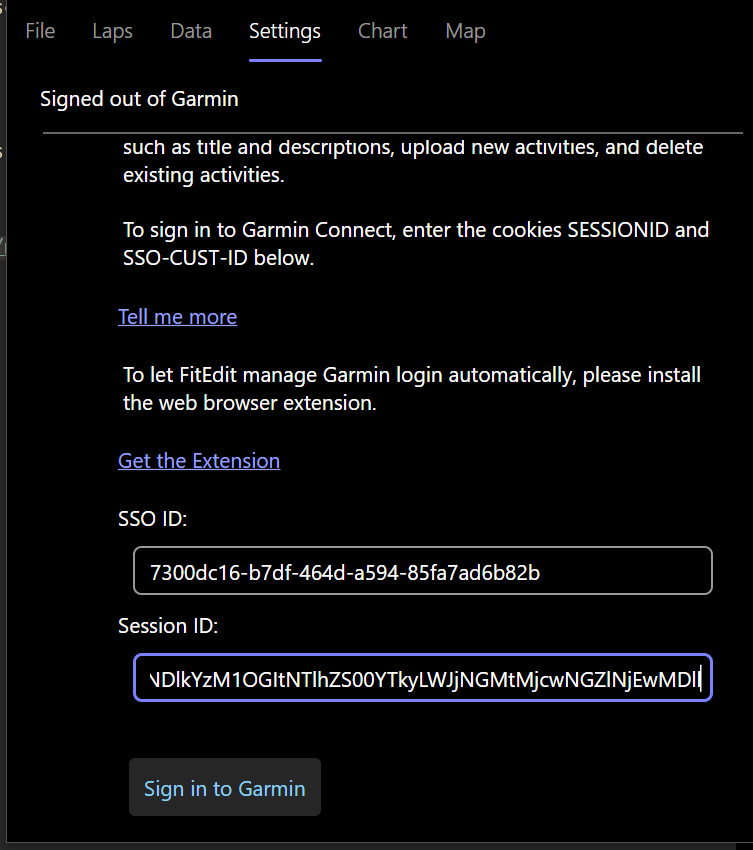 File Laps Data Settings Chart Map
Signed out of Garmin
such as title and descriptions, upload new activities, and delete
existing activities.
To sign in to Garmin Connect, enter the cookies SESSIONID and
SSO-CUST-ID below.
Tell me more
To let FitEdit manage Garmin login automatically, please install
the web browser extension.
Get the Extension
SSO ID:
7300dc16-b7df-464d-a594-85fa7ad6b82b
Session ID:
NDlkYzM1OGItNTlhZS00YTkyLWJjNGMtMjcwNGZlNjEwMDll
Sign in to Garmin